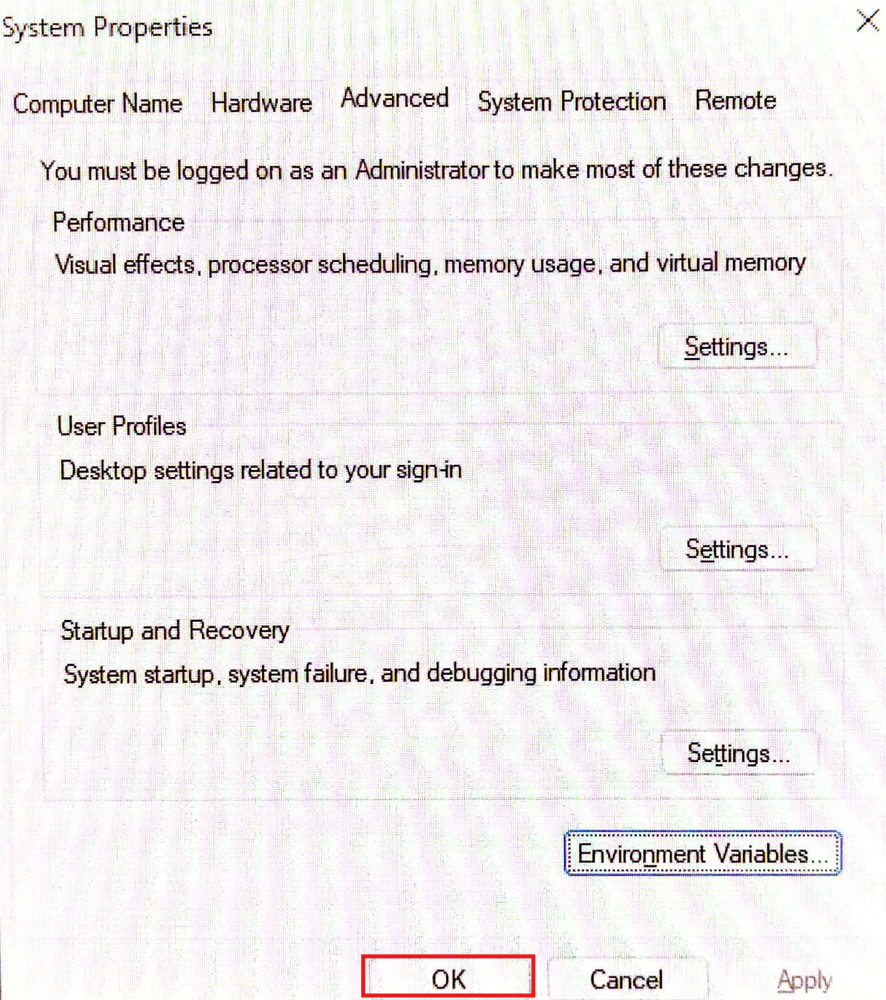 System Properties
Computer Name Hardware Advanced System Protection Remote
You must be logged on as an Administrator to make most of these changes.
Performance
Visual effects, processor scheduling, memory usage, and virtual memory
Settings...
User Profiles
Desktop settings related to your sign-in
Settings...
Startup and Recovery
System startup, system failure, and debugging information
Settings...
Environment Variables...
OK Cancel Apply